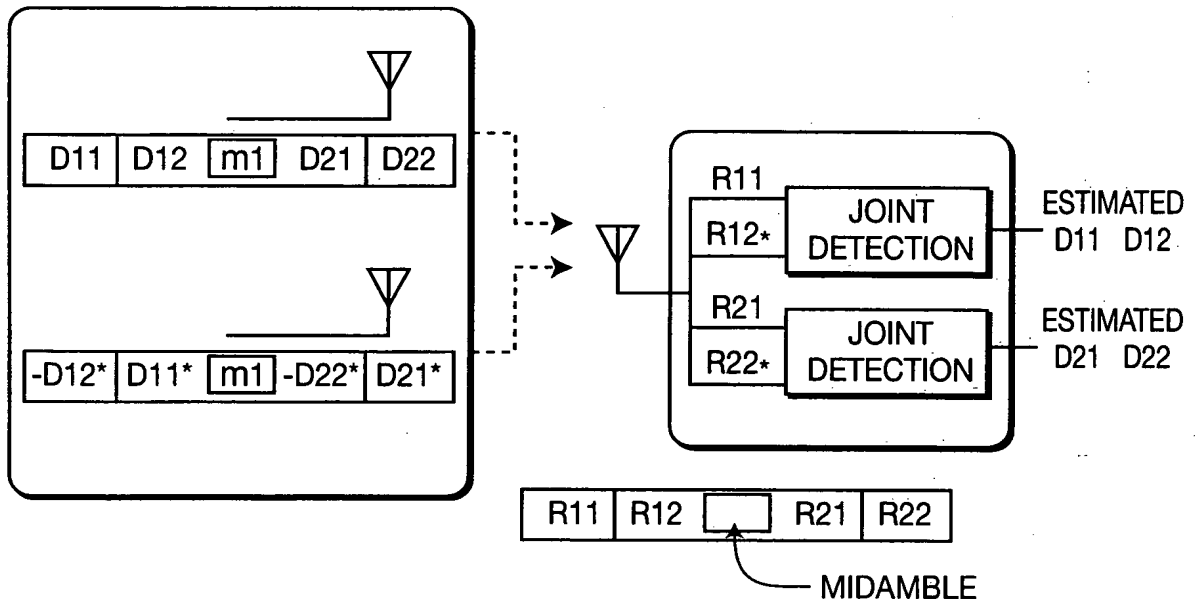 D11 D12 m1 D21 D22
-D12* D11* m1 -D22* D21*
R11
R12*
JOINT
DETECTION
ESTIMATED
D11 D12
R21
R22*
JOINT
DETECTION
ESTIMATED
D21 D22
R11 R12 R21 R22
MIDAMBLE